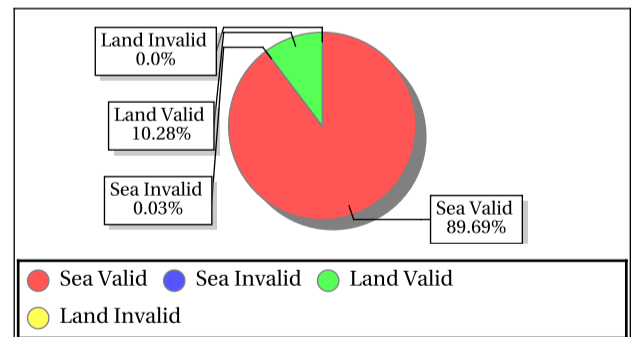 Land Invalid
0.0%
Land Valid
10.28%
Sea Invalid
0.03%
Sea Valid
89.69%
Sea Valid Sea Invalid Land Valid
Land Invalid